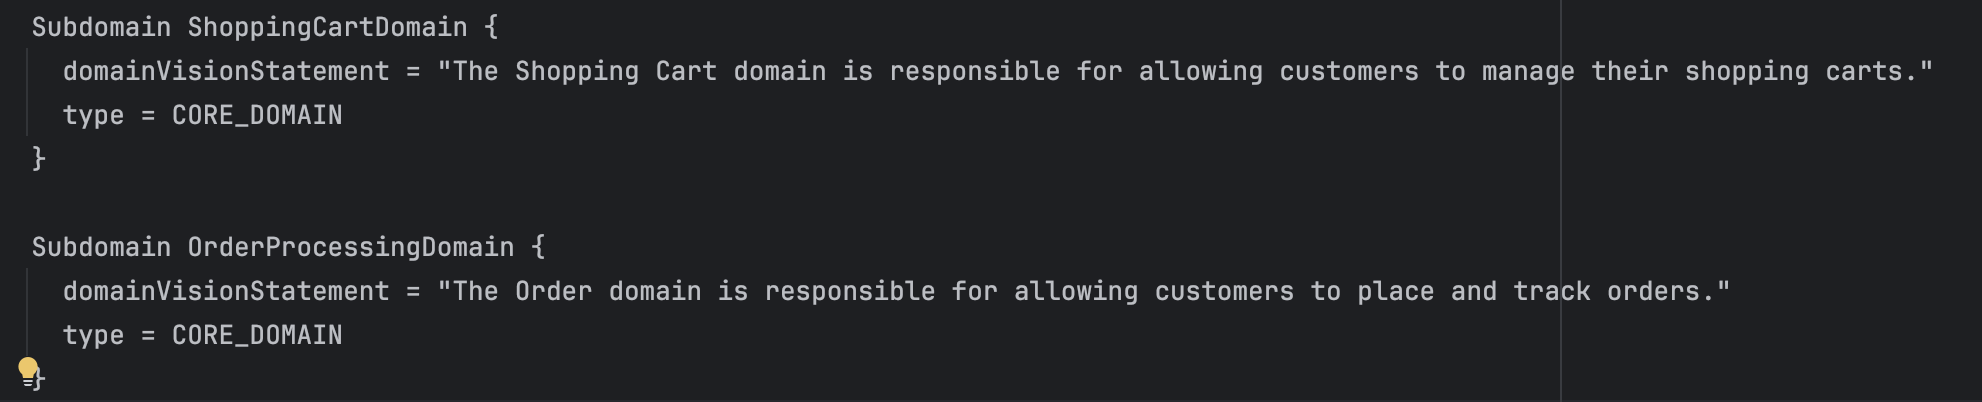 Subdomain ShoppingCartDomain {
domainVisionStatement = "The Shopping Cart domain is responsible for allowing customers to manage their shopping carts."
type = CORE_DOMAIN
}
Subdomain OrderProcessingDomain {
domainVisionStatement = "The Order domain is responsible for allowing customers to place and track orders."
type = CORE_DOMAIN
}